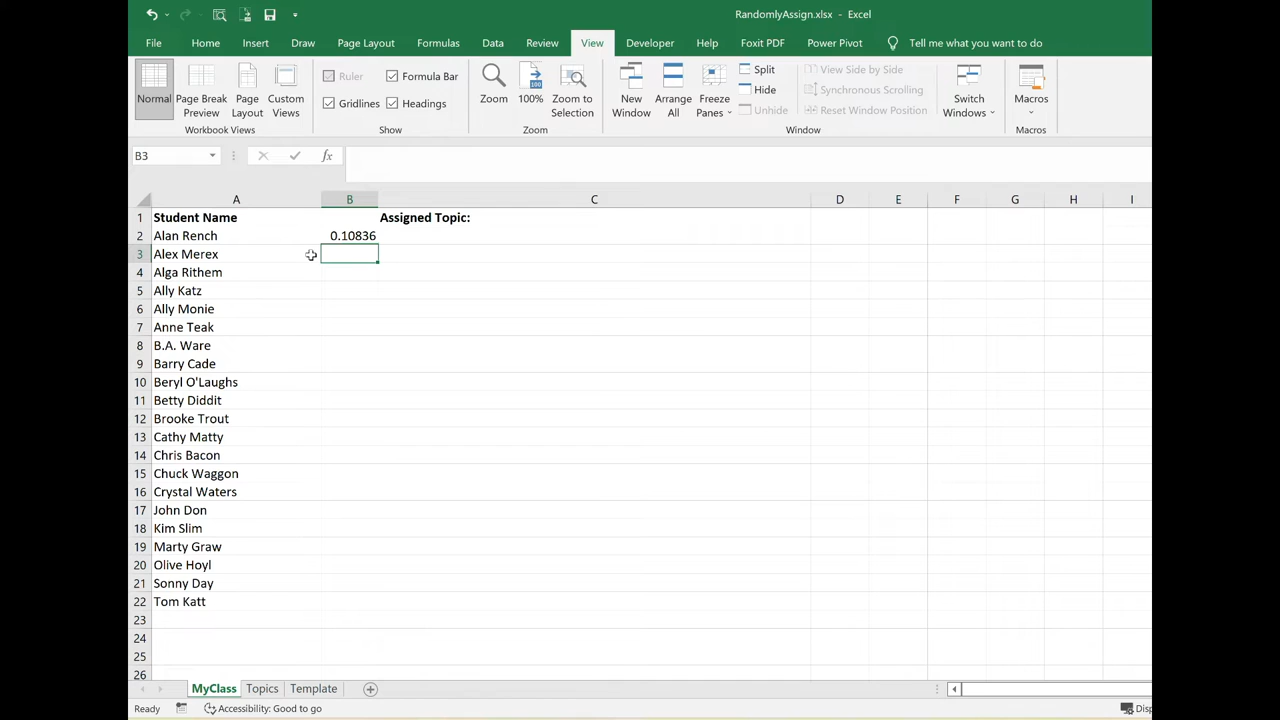 RandomlyAssign.xlsx - Excel
File Home Insert Draw Page Layout Formulas Data Review View Developer Help Foxit PDF Power Pivot Tell me what you want to do
Normal
Page Break Preview
Page Layout
Custom Views
Workbook Views
Ruler Formula Bar
Gridlines Headings
Show
Zoom
100%
Zoom to Selection
Zoom
New Window
Arrange All
Freeze Panes
Split
Hide
Unhide
View Side by Side
Synchronous Scrolling
Reset Window Position
Window
Switch Windows
Macros
Macros
B3 fx
A B C D E F G H I
1 Student Name Assigned Topic:
2 Alan Rench 0.10836
3 Alex Merex
4 Alga Rithem
5 Ally Katz
6 Ally Monie
7 Anne Teak
8 B.A. Ware
9 Barry Cade
10 Beryl O'Laughs
11 Betty Diddit
12 Brooke Trout
13 Cathy Matty
14 Chris Bacon
15 Chuck Waggon
16 Crystal Waters
17 John Don
18 Kim Slim
19 Marty Graw
20 Olive Hoyl
21 Sonny Day
22 Tom Katt
23
24
25
26
MyClass Topics Template
Ready Accessibility: Good to go Disp